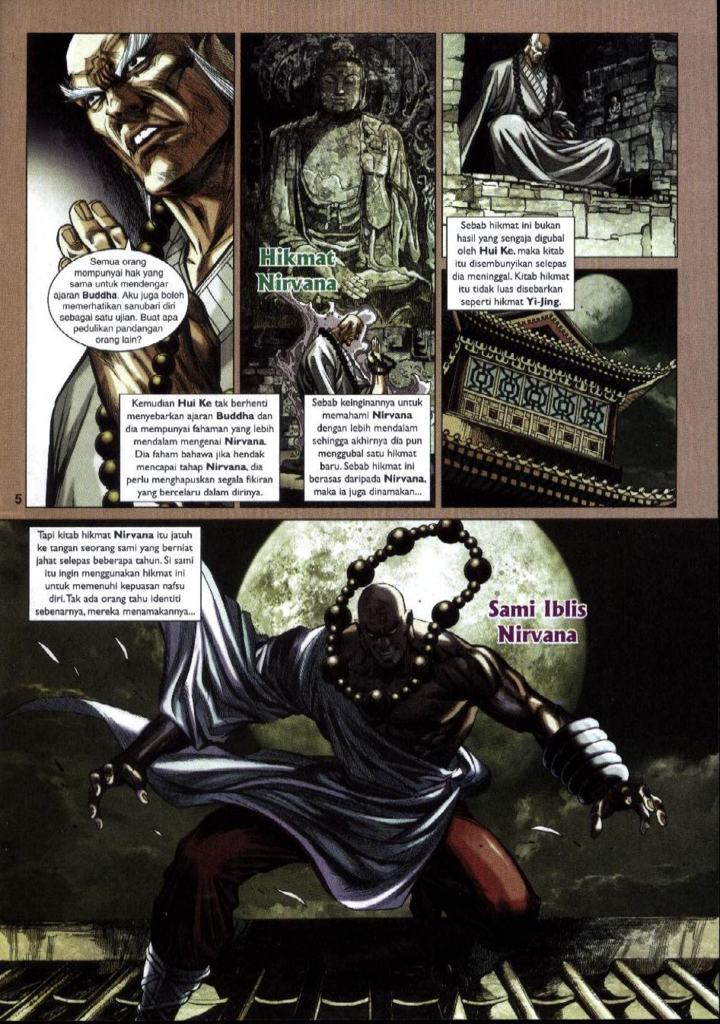 Semua orang
mempunyai hak yang
sama untuk mendengar
ajaran Buddha. Aku juga boleh
memerhatikan sanubari diri
sebagai satu ujian. Buat apa
pedulikan pandangan
orang lain?
Kemudian Hui Ke tak berhenti
menyebarkan ajaran Buddha dan
dia mempunyai fahaman yang lebih
mendalam mengenai Nirvana.
Dia faham bahawa jika hendak
mencapai tahap Nirvana, dia
perlu menghapuskan segala fikiran
yang bercelaru dalam dirinya.
Sebab keinginannya untuk
memahami Nirvana
dengan lebih mendalam
sehingga akhirnya dia pun
menggubal satu hikmat
baru. Sebab hikmat ini
berasas daripada Nirvana,
maka ia juga dinamakan...
Hikmat
Nirvana
Sebab hikmat ini bukan
hasil yang sengaja digubal
oleh Hui Ke, maka kitab
itu disembunyikan selepas
dia meninggal. Kitab hikmat
itu tidak luas disebarkan
seperti hikmat Yi-Jing.
5
Tapi kitab hikmat Nirvana itu jatuh
ke tangan seorang sami yang berniat
jahat selepas beberapa tahun. Si sami
itu ingin menggunakan hikmat ini
untuk memenuhi kepuasan nafsu
diri. Tak ada orang tahu identiti
sebenarnya, mereka menamakannya...
Sami Iblis
Nirvana